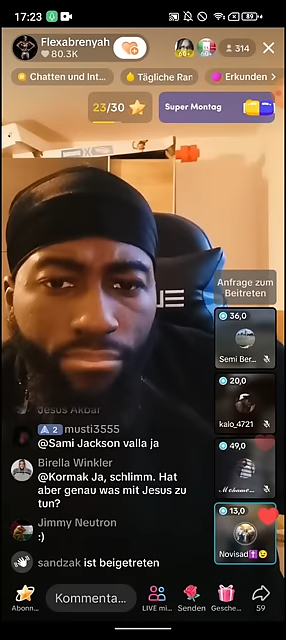 17:23
89
Flexabrenyah
80.3K
314
Chatten und Int...
Tägliche Ran
Erkunden
23/30
Super Montag
Anfrage zum
Beitreten
36,0
Semi Ber...
20,0
kalo_4721
49,0
13,0
Novisad
Jesus Akbar
2 musti3555
@Sami Jackson valla ja
Birella Winkler
@Kormak Ja, schlimm. Hat
aber genau was mit Jesus zu
tun?
Jimmy Neutron
:)
sandzak ist beigetreten
Kommenta...
Abonn...
LIVE mi...
Senden
Gesche...
59